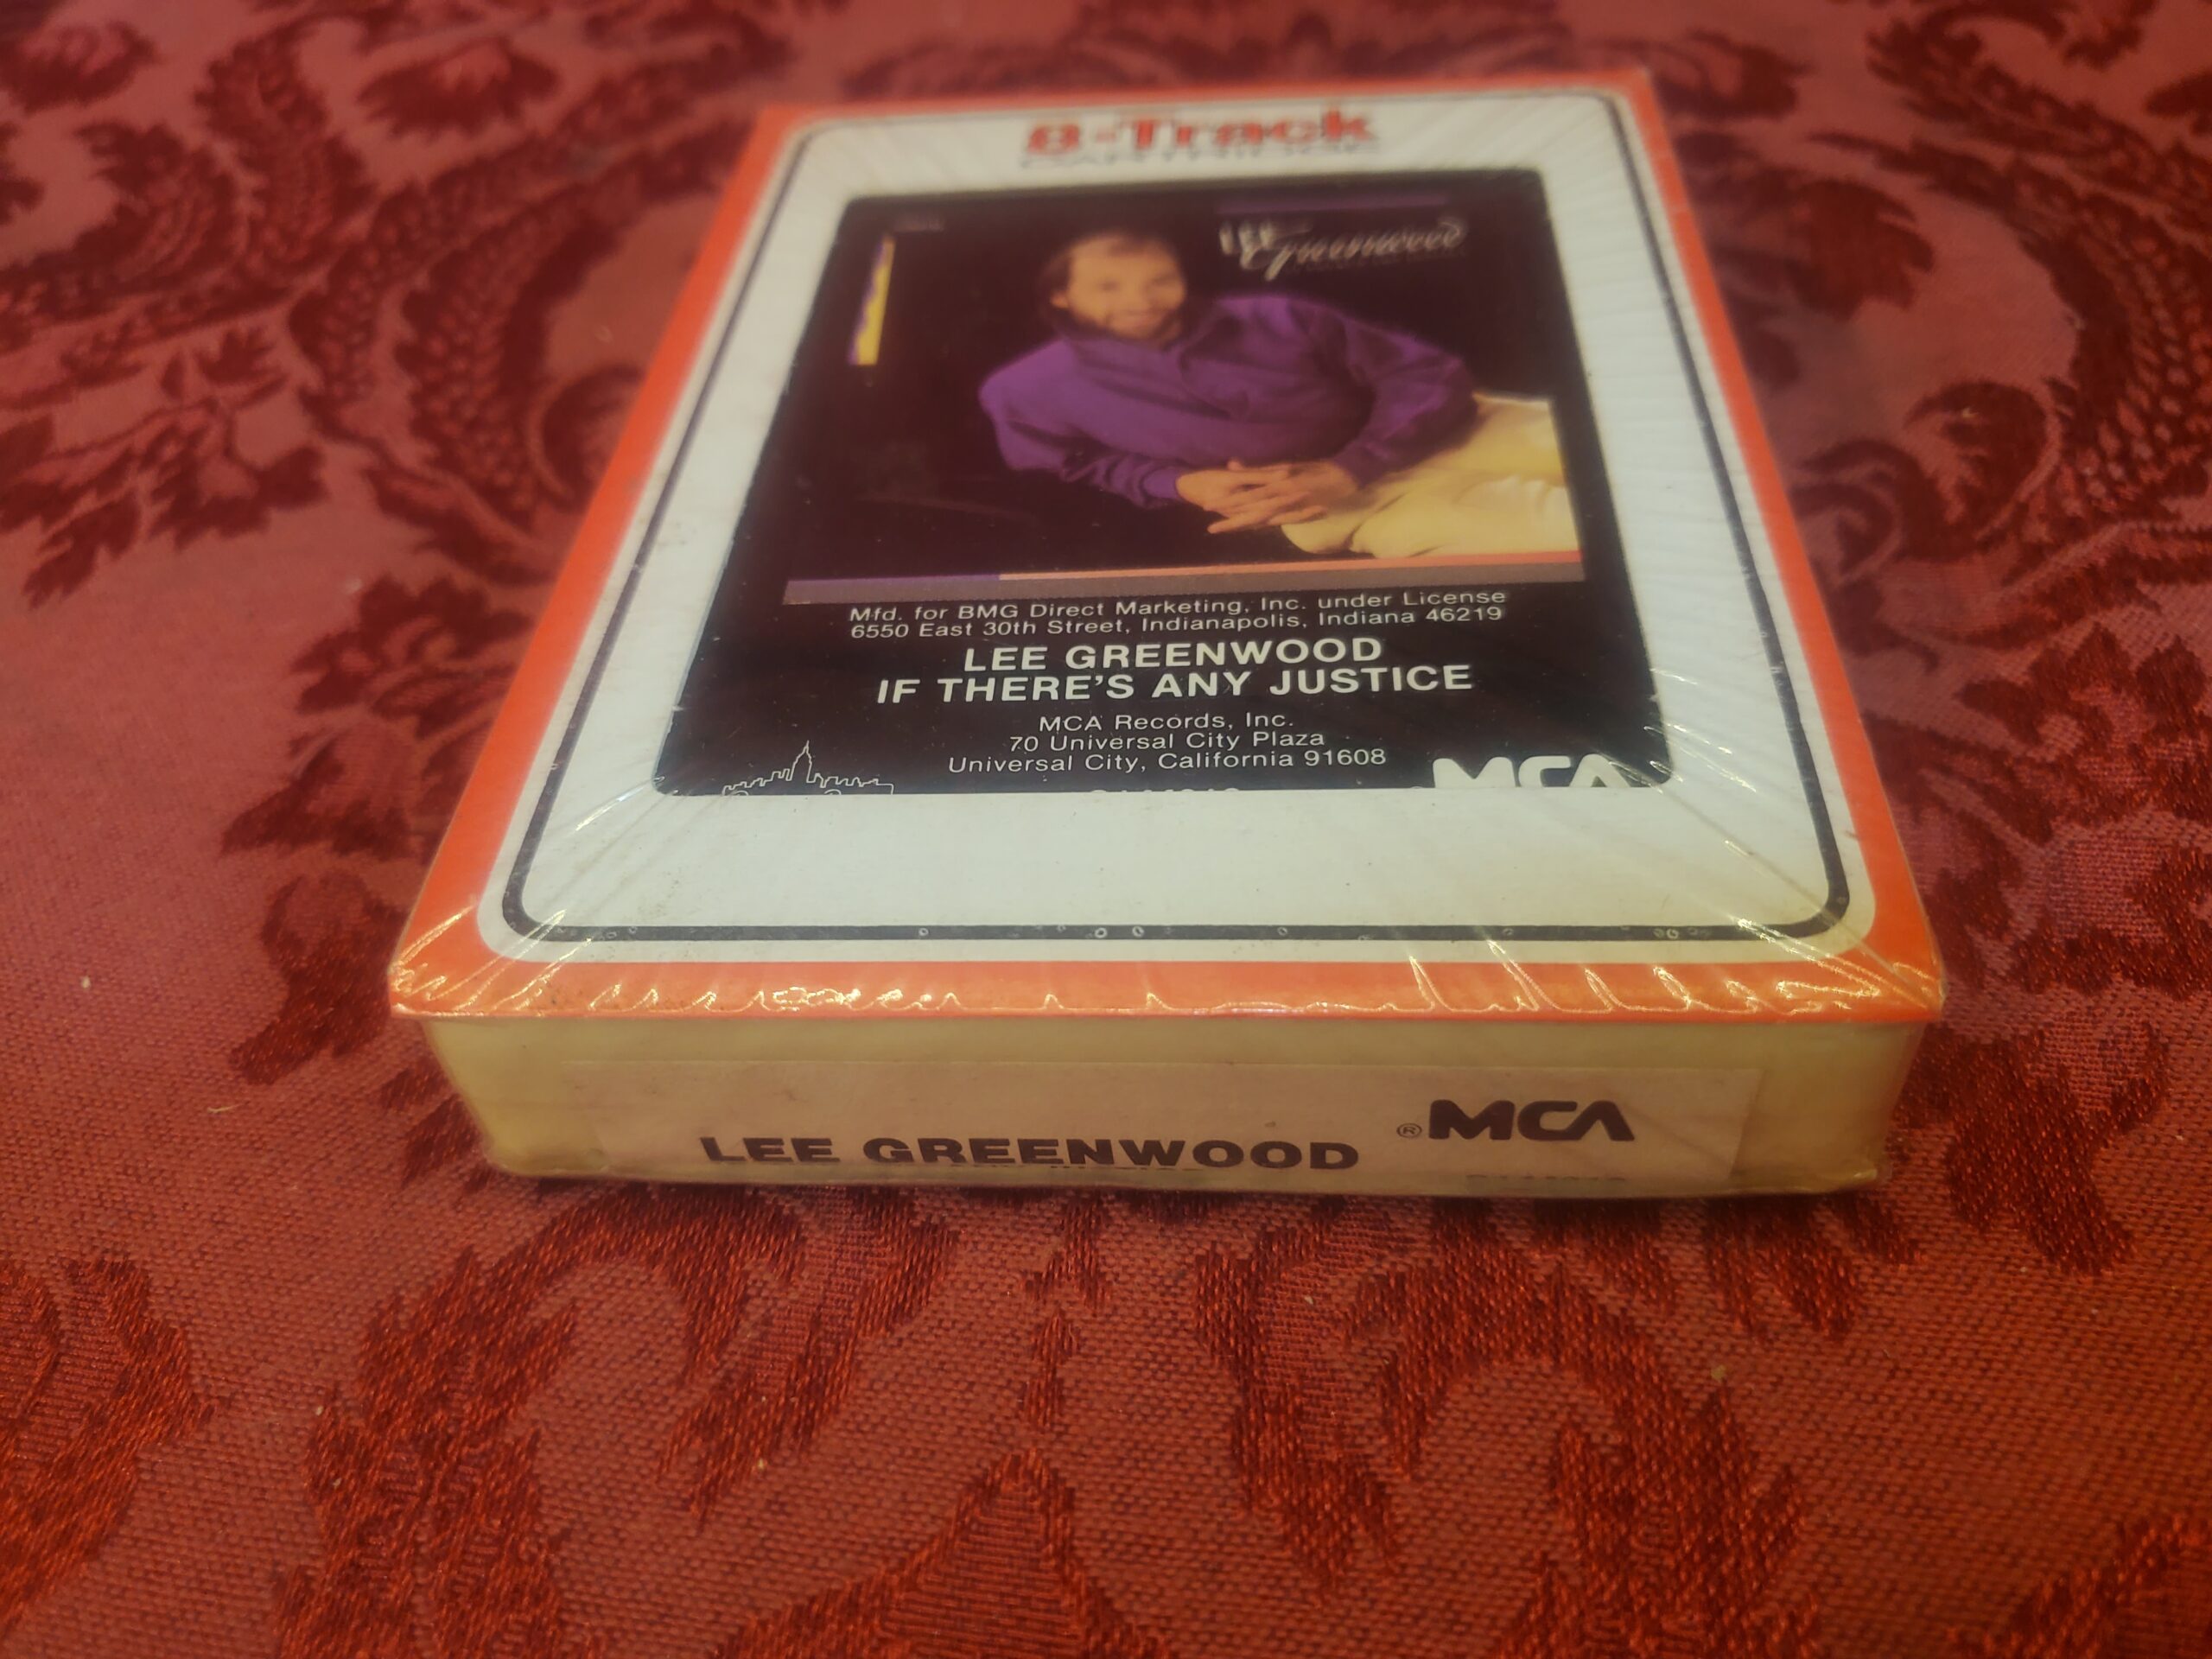 8-Track
CARTRIDGE
LEE
Greenwood
Mfd. for BMG Direct Marketing, Inc. under License
6550 East 30th Street, Indianapolis, Indiana 46219
LEE GREENWOOD
IF THERE'S ANY JUSTICE
MCA Records, Inc.
70 Universal City Plaza
Universal City, California 91608
MCA
®MCA
LEE GREENWOOD